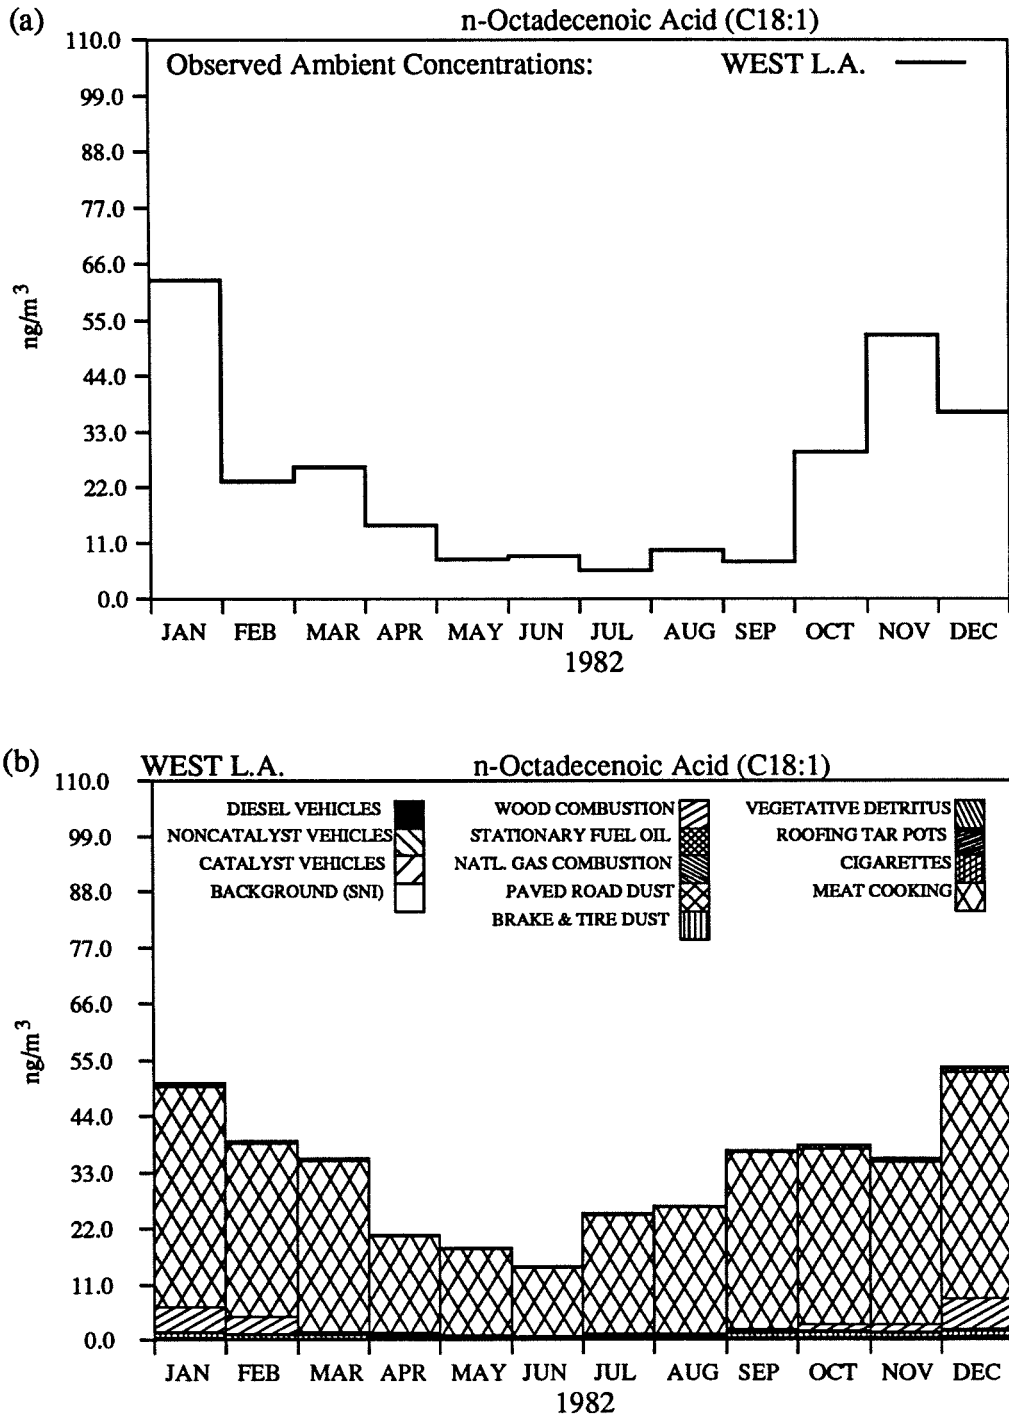 (a)
n-Octadecenoic Acid (C18:1)
110.0
Observed Ambient Concentrations: WEST L.A.
99.0
88.0
77.0
66.0
55.0
44.0
33.0
22.0
11.0
0.0
ng/m³
JAN FEB MAR APR MAY JUN JUL AUG SEP OCT NOV DEC
1982
(b)
WEST L.A. n-Octadecenoic Acid (C18:1)
110.0
DIESEL VEHICLES WOOD COMBUSTION VEGETATIVE DETRITUS
99.0 NONCATALYST VEHICLES STATIONARY FUEL OIL ROOFING TAR POTS
CATALYST VEHICLES NATL. GAS COMBUSTION CIGARETTES
88.0 BACKGROUND (SNI) PAVED ROAD DUST MEAT COOKING
BRAKE & TIRE DUST
77.0
66.0
55.0
44.0
33.0
22.0
11.0
0.0
ng/m³
JAN FEB MAR APR MAY JUN JUL AUG SEP OCT NOV DEC
1982